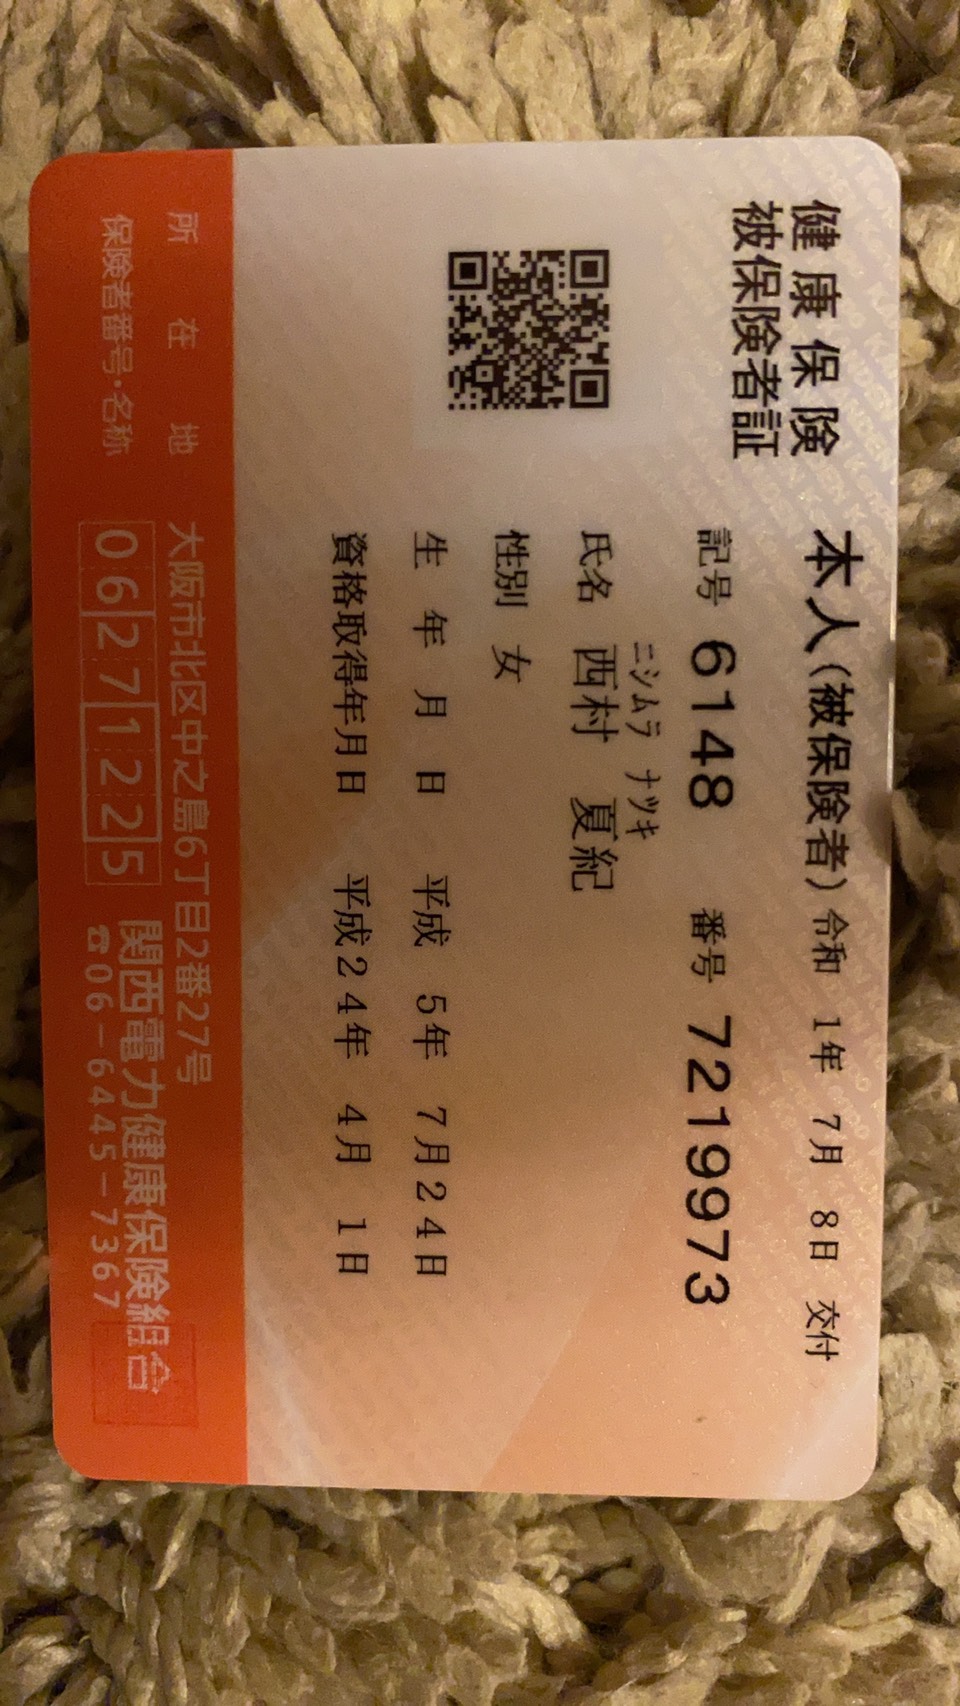 健康保険
被保険者証
本人(被保険者) 令和 1年 7月 8日 交付
記号 6148 番号 7219973
ニシムラ ナツキ
氏名 西村 夏紀
性別 女
生年月日 平成 5年 7月24日
資格取得年月日 平成24年 4月 1日
所在地 大阪市北区中之島6丁目2番27号
保険者番号・名称 06271225 関西電力健康保険組合
☎06-6445-7367